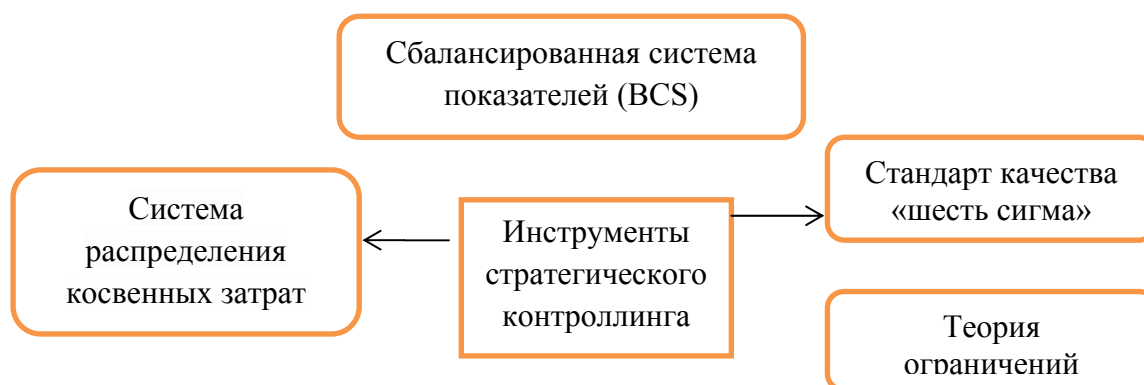 Сбалансированная система
показателей (BCS)
Система
распределения
косвенных затрат
Инструменты
стратегического
контроллинга
Стандарт качества
«шесть сигма»
Теория
ограничений